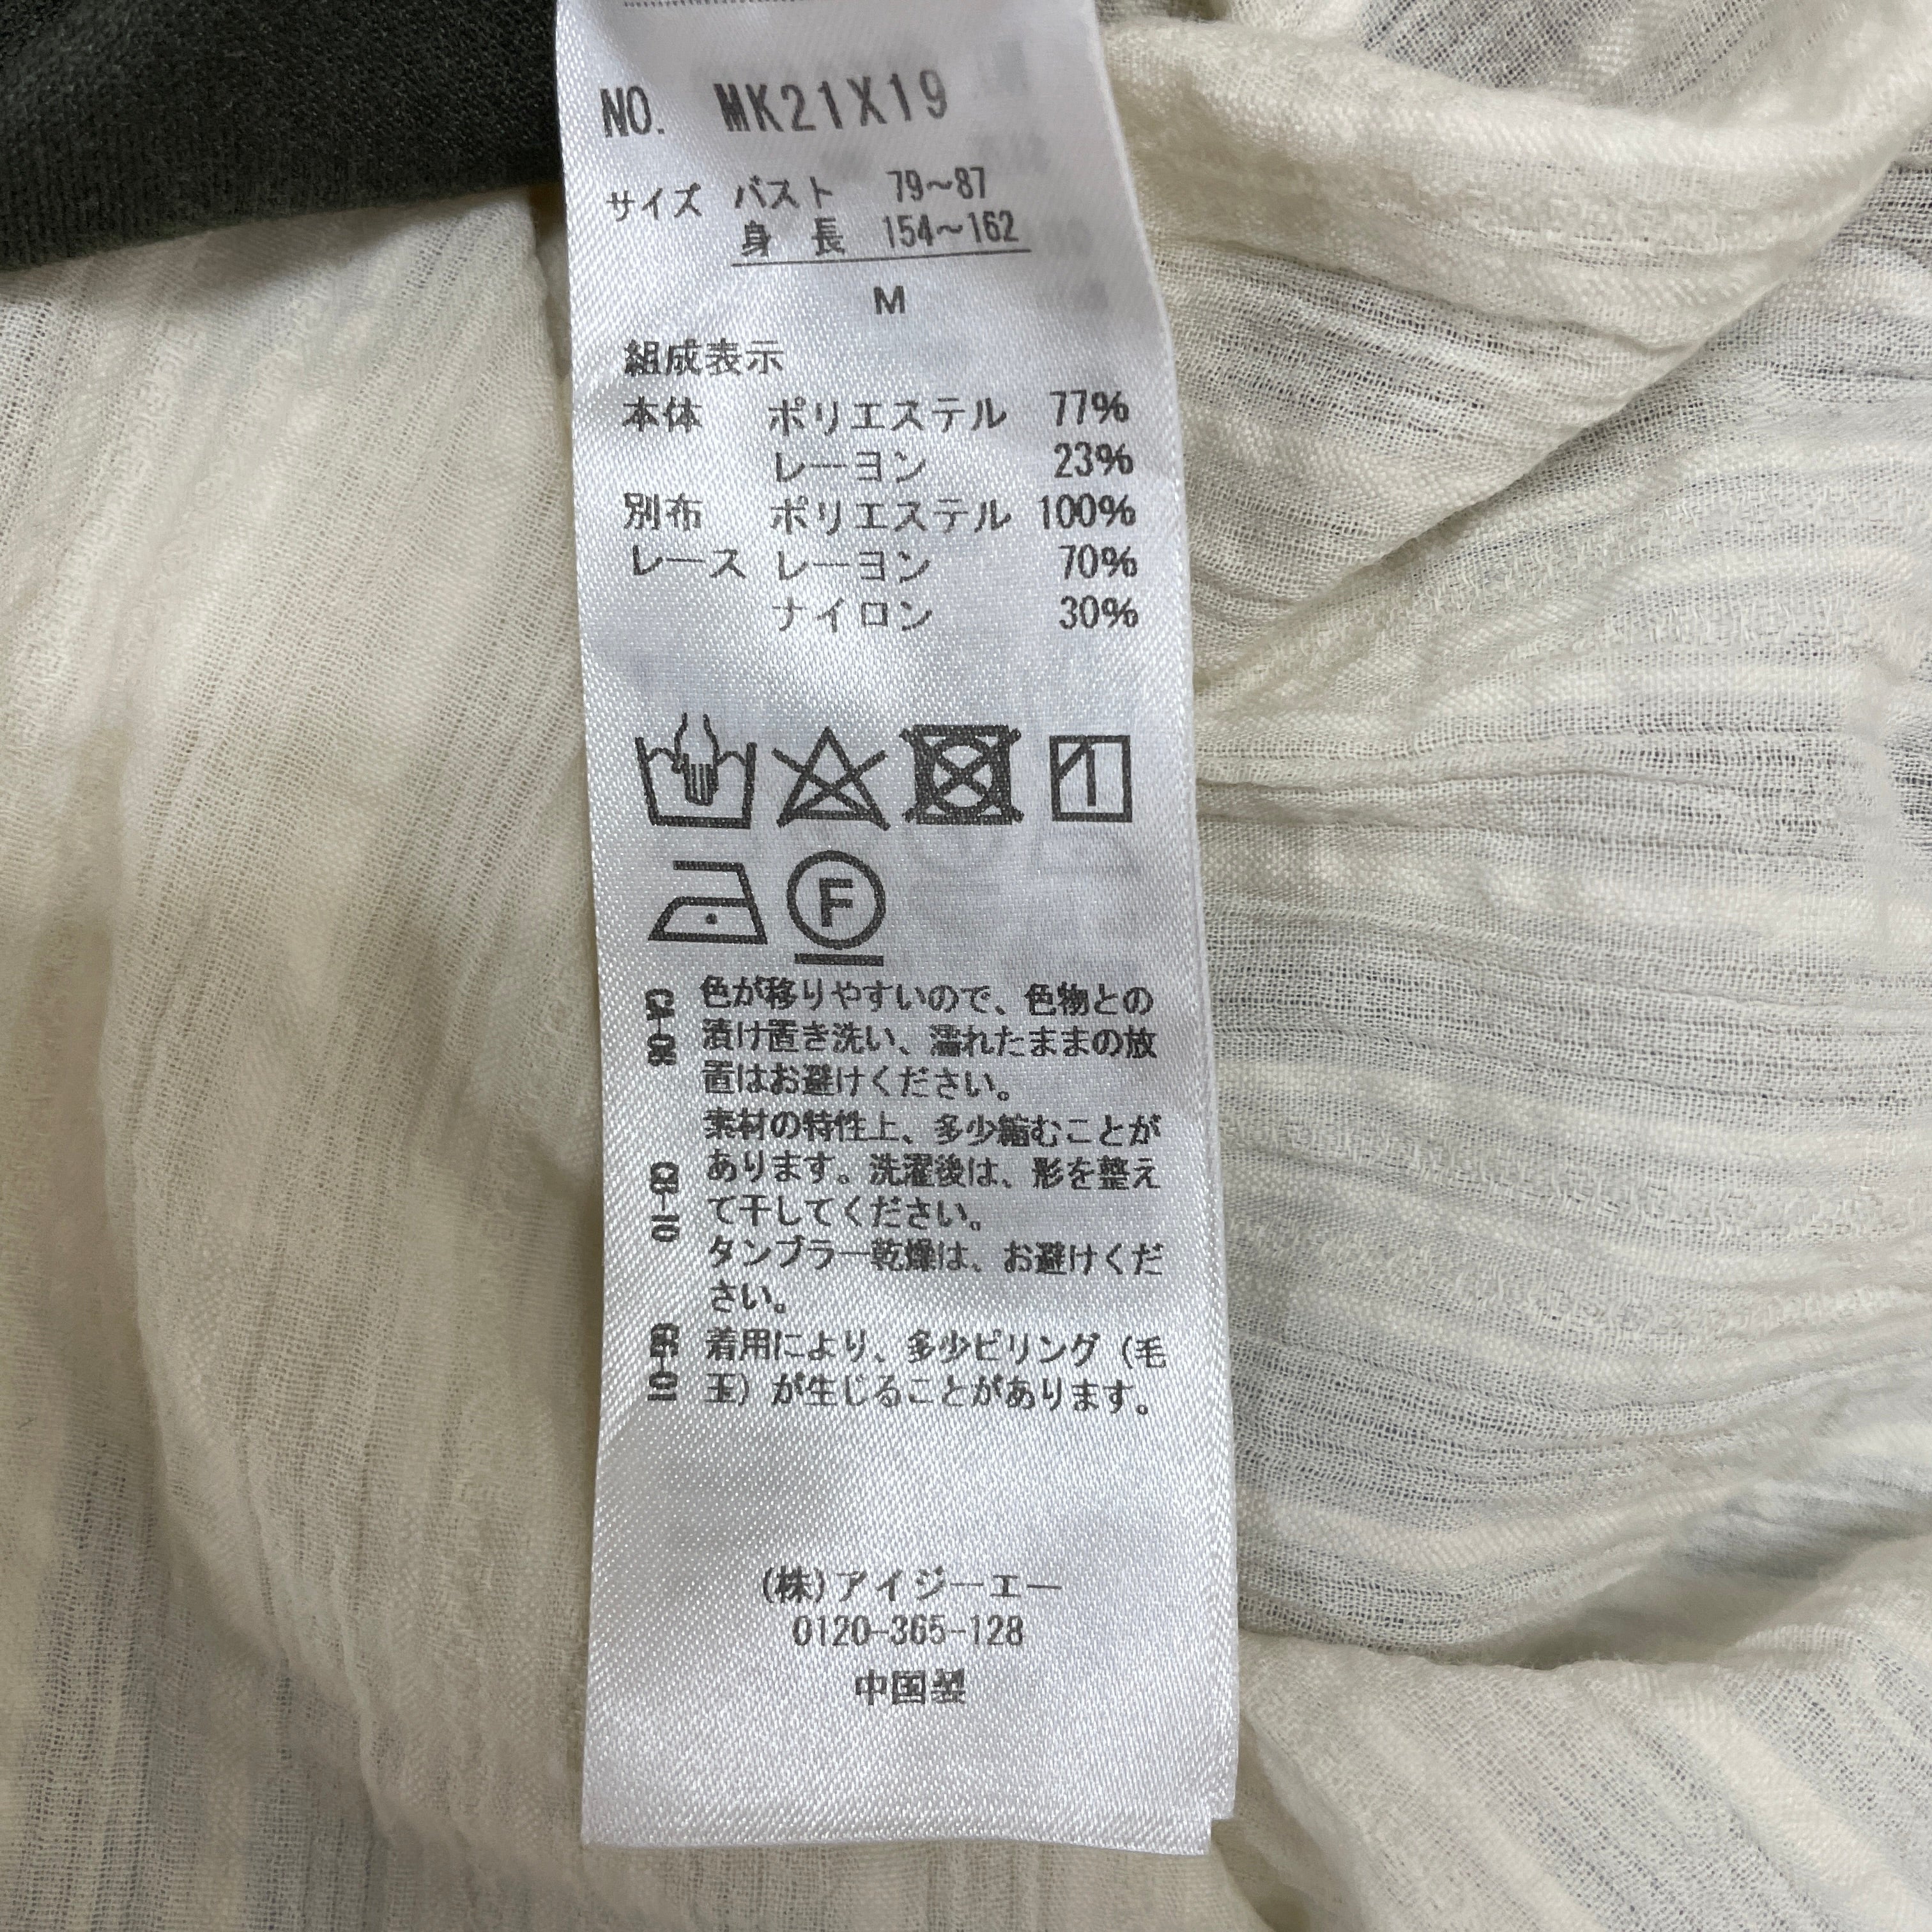 NO. MK21X19
サイズ バスト 79～87
身長 154～162
M
組成表示
本体 ポリエステル 77%
レーヨン 23%
別布 ポリエステル 100%
レース レーヨン 70%
ナイロン 30%
F
色が移りやすいので、色物との
漬け置き洗い、濡れたままの放
置はお避けください。
素材の特性上、多少縮むことが
あります。洗濯後は、形を整え
て干してください。
タンブラー乾燥は、お避けくだ
さい。
着用により、多少ピリング（毛
玉）が生じることがあります。
(株)アイジーエー
0120-365-128
中国製